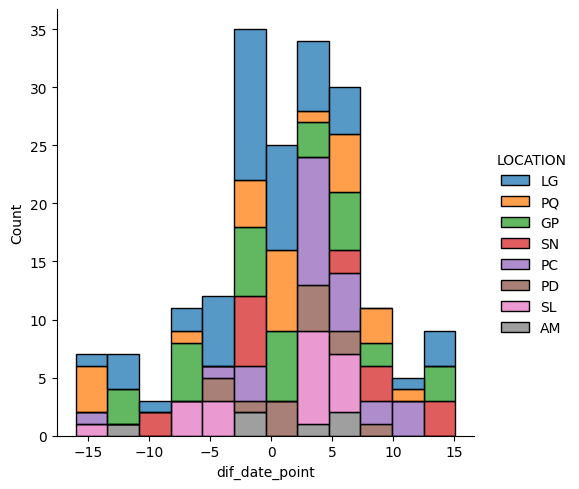 35
30
25
20
15
10
5
0
Count
−15
−10
−5
0
5
10
15
dif_date_point
LOCATION
LG
PQ
GP
SN
PC
PD
SL
AM